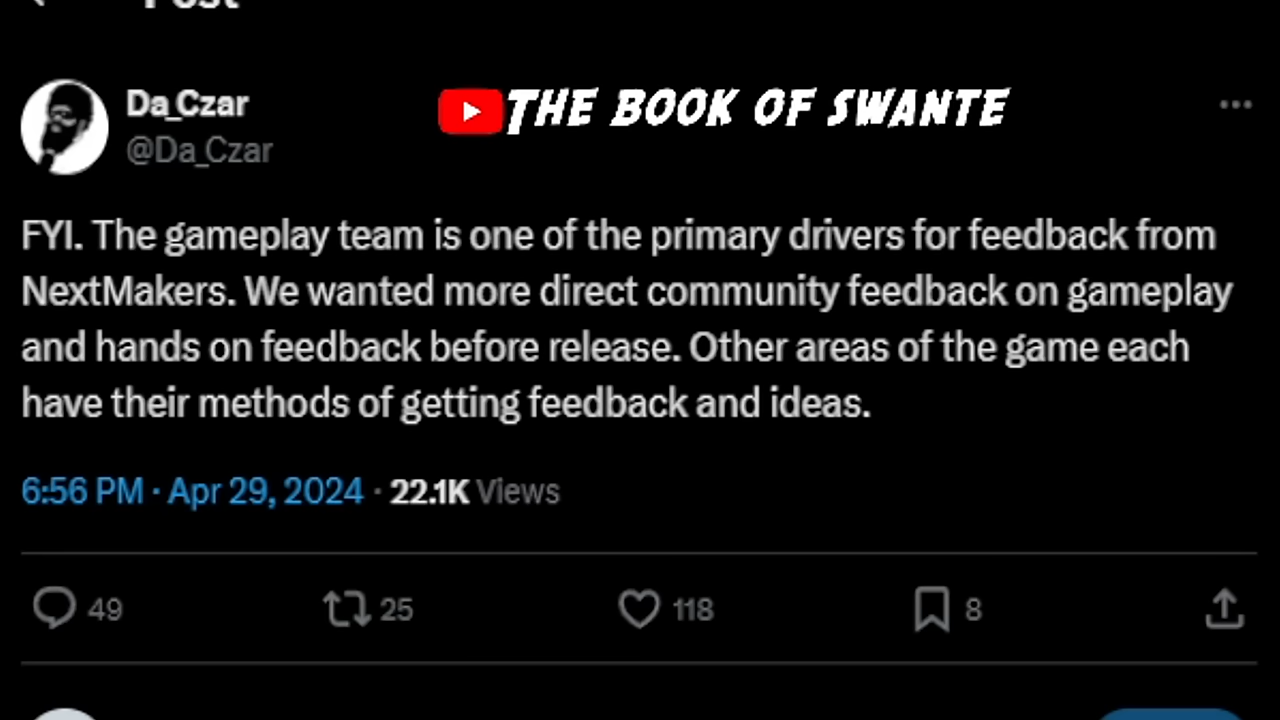 Post
Da_Czar
THE BOOK OF SWANTE
@Da_Czar
FYI. The gameplay team is one of the primary drivers for feedback from
NextMakers. We wanted more direct community feedback on gameplay
and hands on feedback before release. Other areas of the game each
have their methods of getting feedback and ideas.
6:56 PM · Apr 29, 2024 · 22.1K Views
49 25 118 8